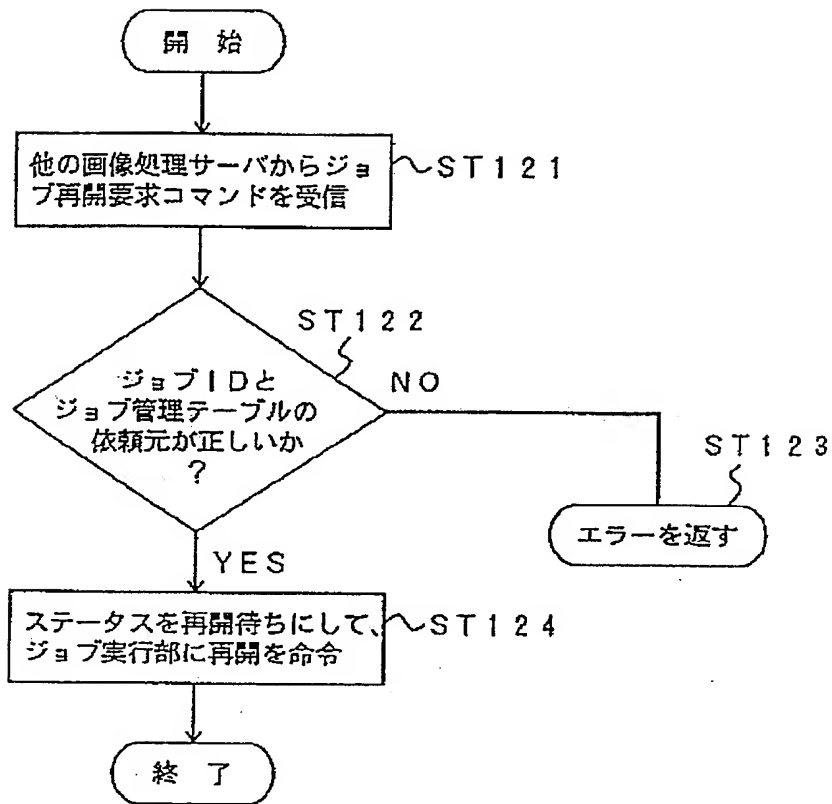 開 始
他の画像処理サーバからジョ
ブ再開要求コマンドを受信
ST121
ST122
ジョブIDと
ジョブ管理テーブルの
依頼元が正しいか
?
NO
ST123
エラーを返す
YES
ステータスを再開待ちにして、
ジョブ実行部に再開を命令
ST124
終 了